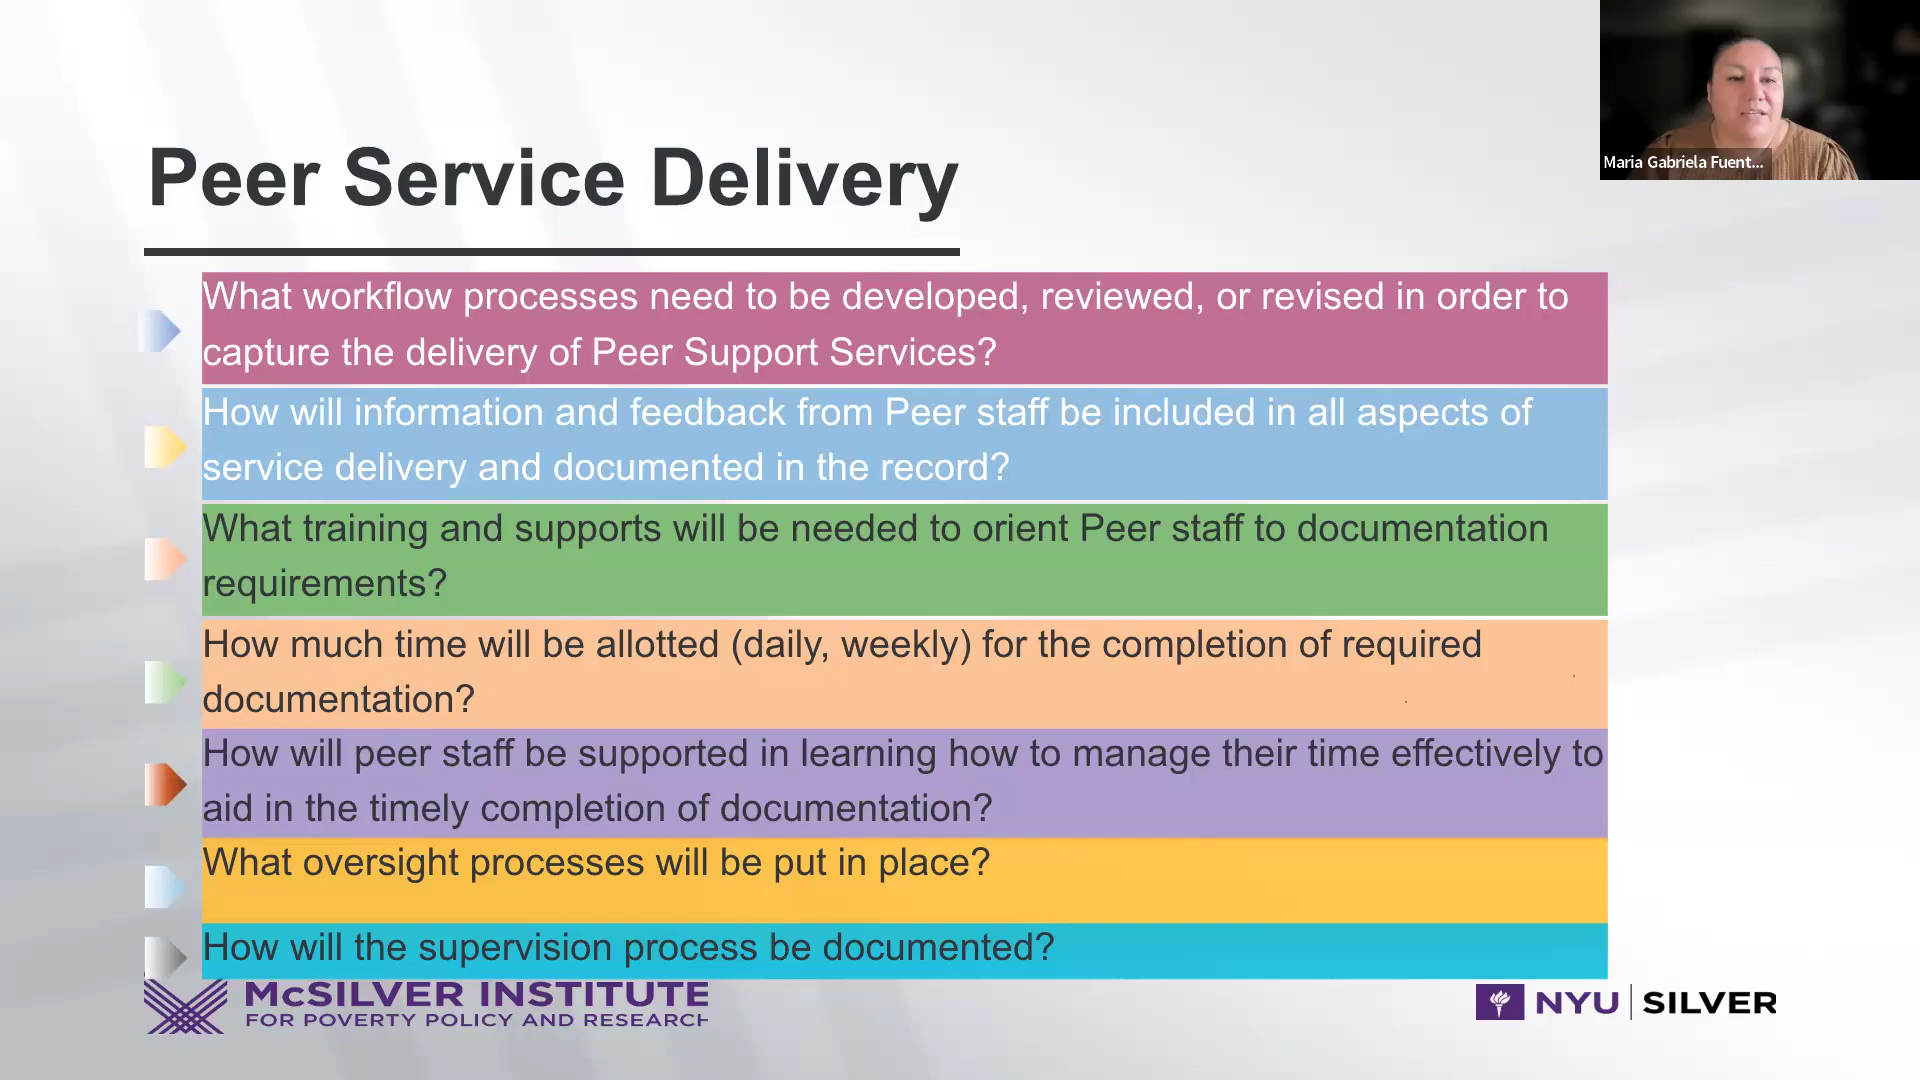 Maria Gabriela Fuent...
Peer Service Delivery
What workflow processes need to be developed, reviewed, or revised in order to
capture the delivery of Peer Support Services?
How will information and feedback from Peer staff be included in all aspects of
service delivery and documented in the record?
What training and supports will be needed to orient Peer staff to documentation
requirements?
How much time will be allotted (daily, weekly) for the completion of required
documentation?
How will peer staff be supported in learning how to manage their time effectively to
aid in the timely completion of documentation?
What oversight processes will be put in place?
How will the supervision process be documented?
McSILVER INSTITUTE
FOR POVERTY POLICY AND RESEARCH
NYU SILVER